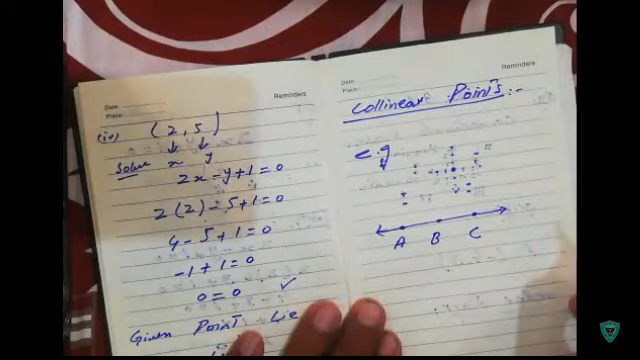 Reminders
Date:
Place:
(iv) (2, 5)
Solve x y
2x - y + 1 = 0
2(2) - 5 + 1 = 0
4 - 5 + 1 = 0
-1 + 1 = 0
0 = 0 ✓
Given Point Lie
Reminders
Date:
Place:
Collinear Points:-
e.g
A B C